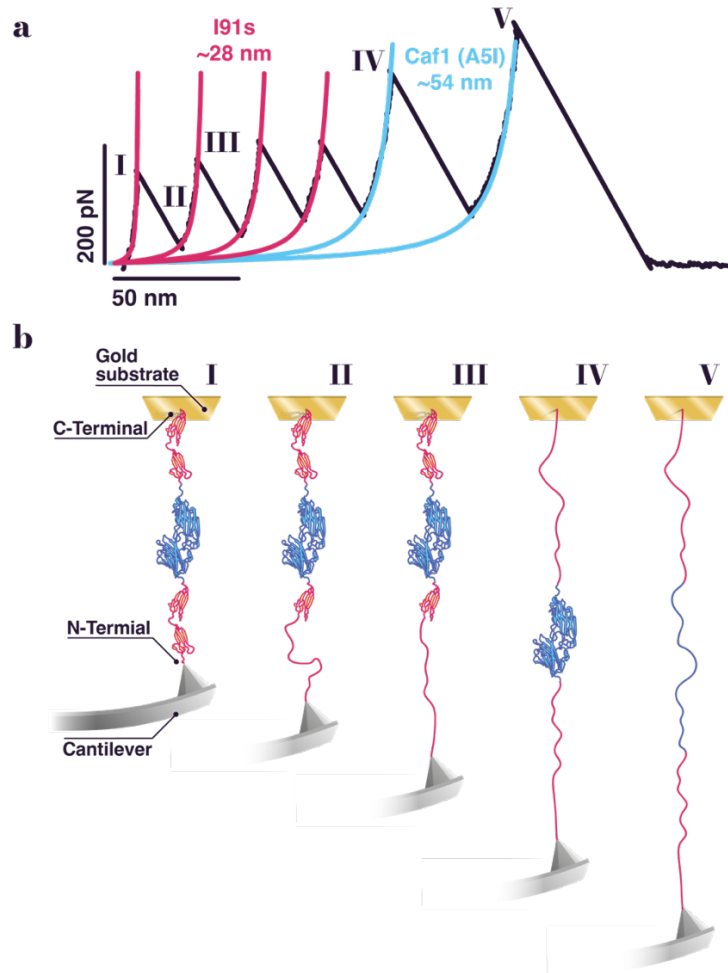 a
I91s
~28 nm
Caf1 (A5I)
~54 nm
I
II
III
IV
V
200 pN
50 nm
b
Gold
substrate
C-Terminal
N-Termial
Cantilever
I
II
III
IV
V